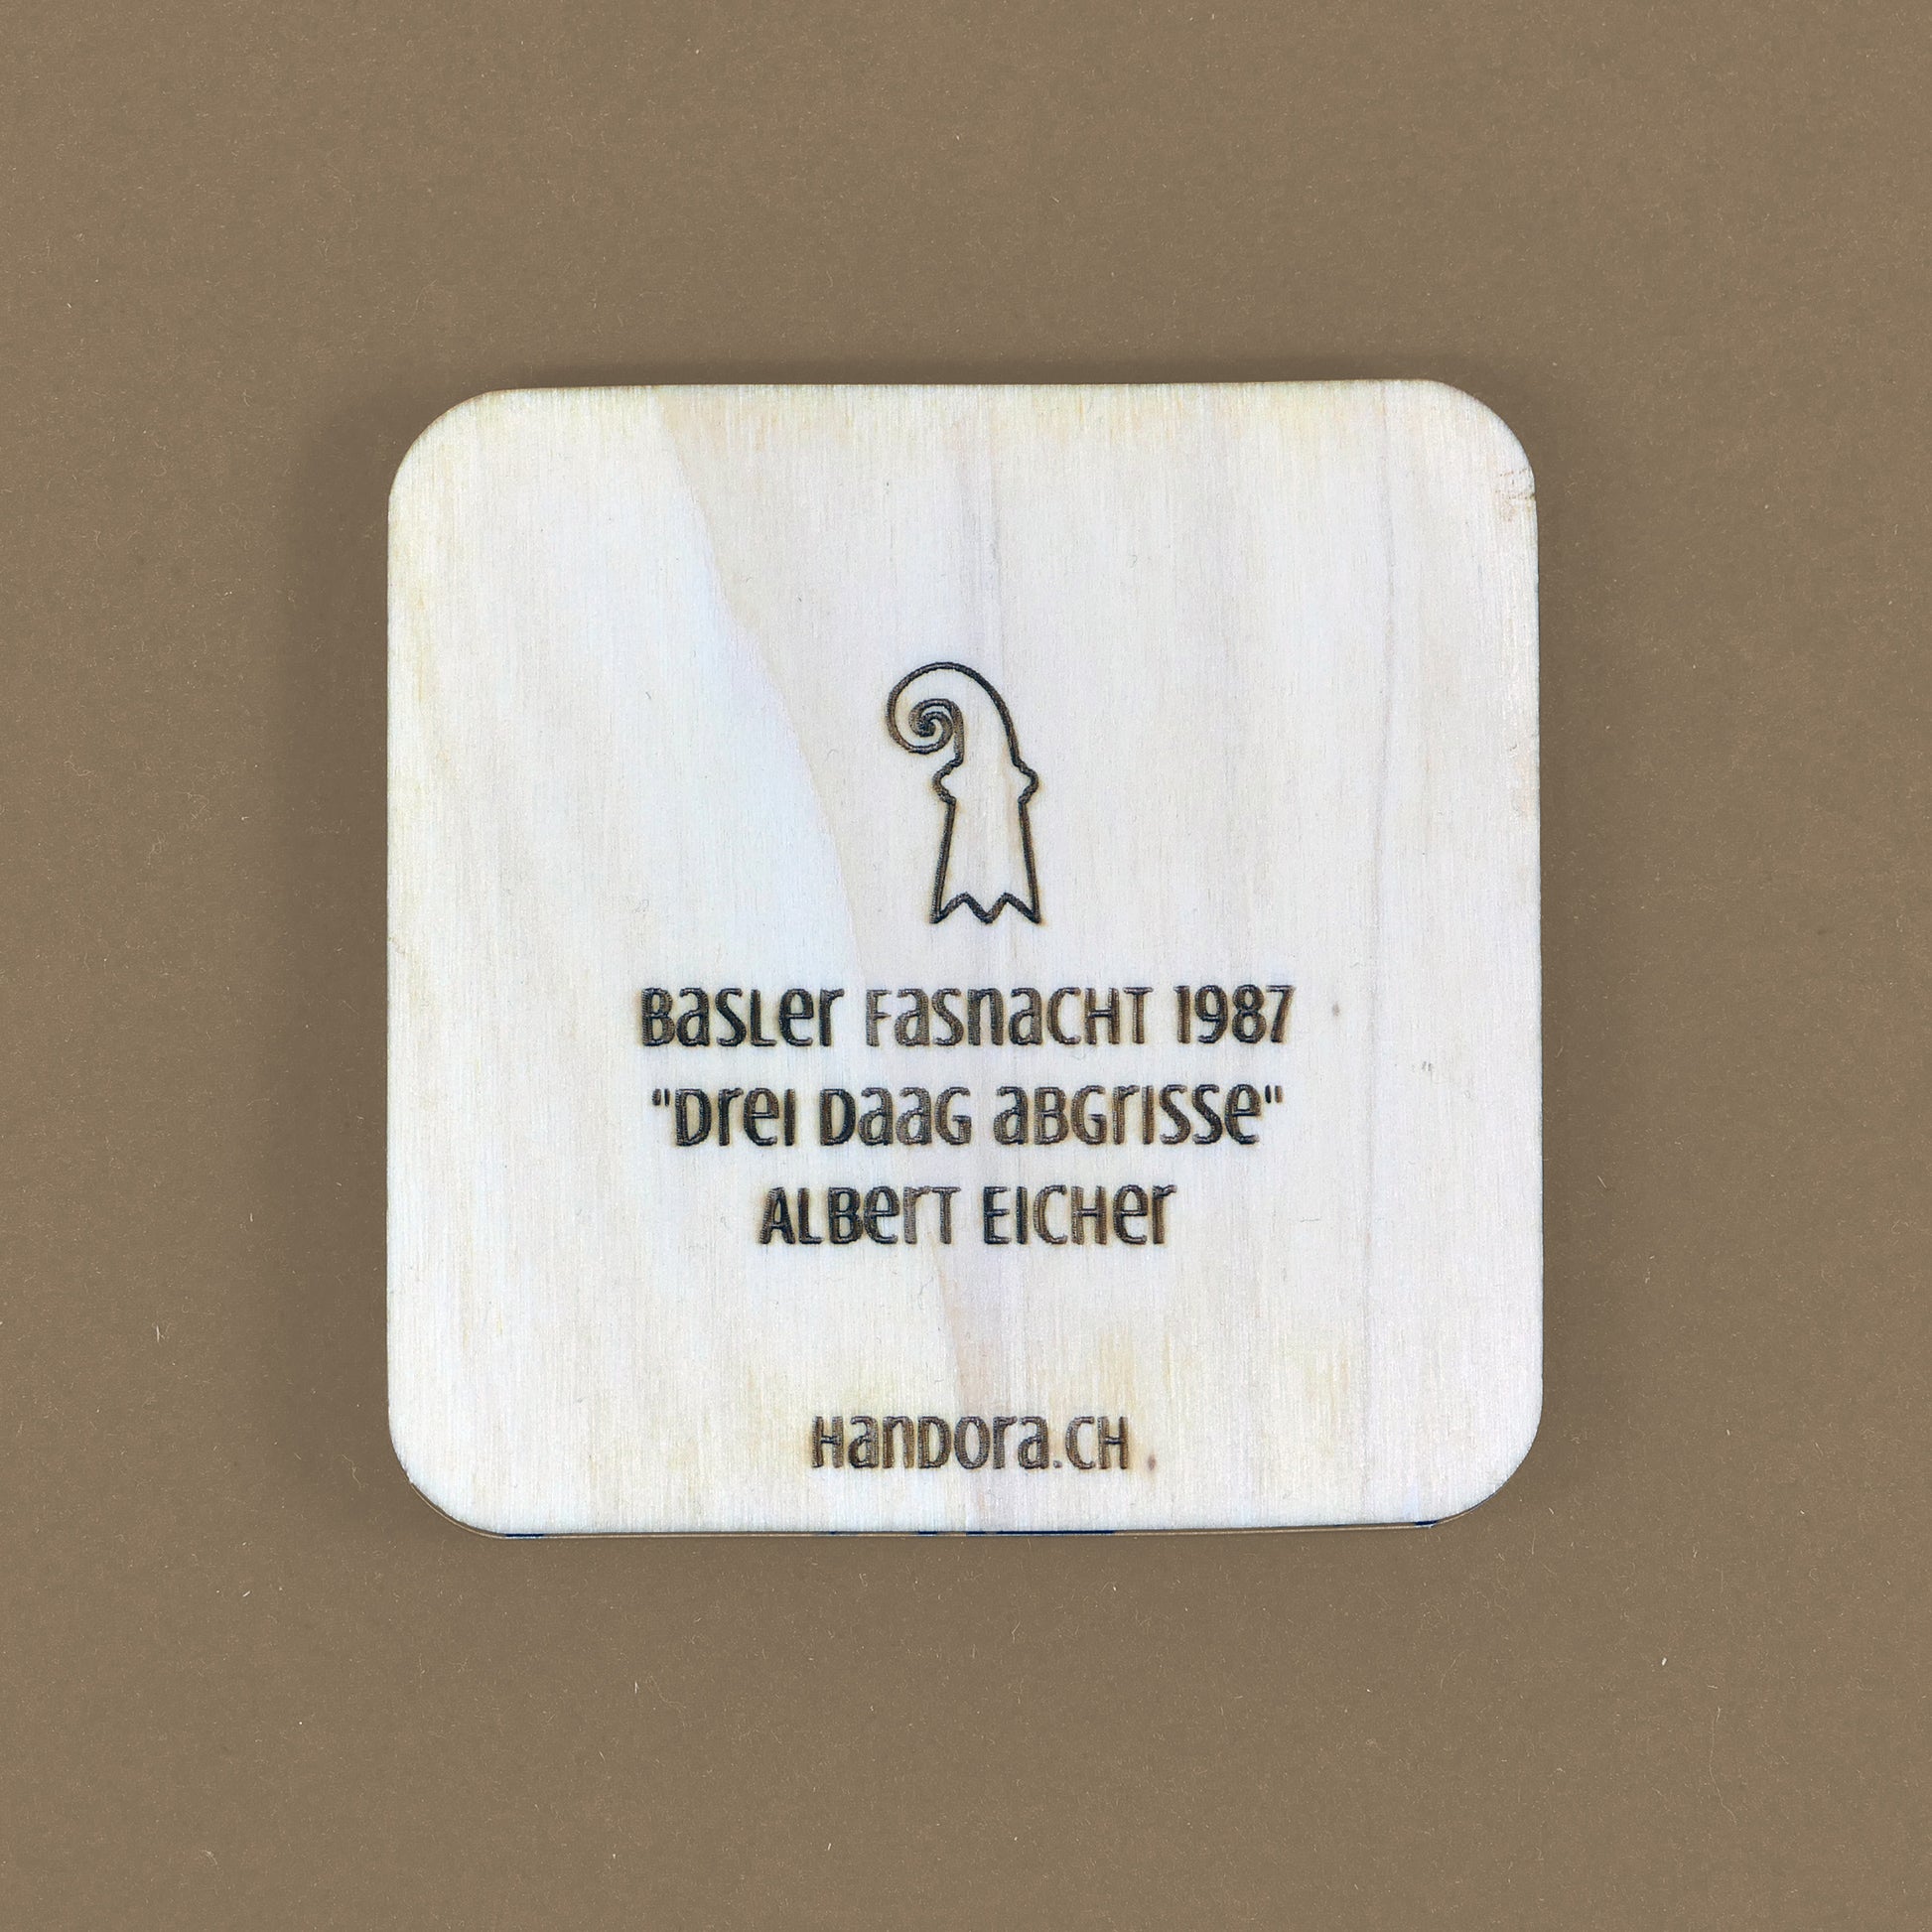 Basler Fasnacht 1987
"Drei Daag abgrisse"
Albert Eicher
Handora.ch